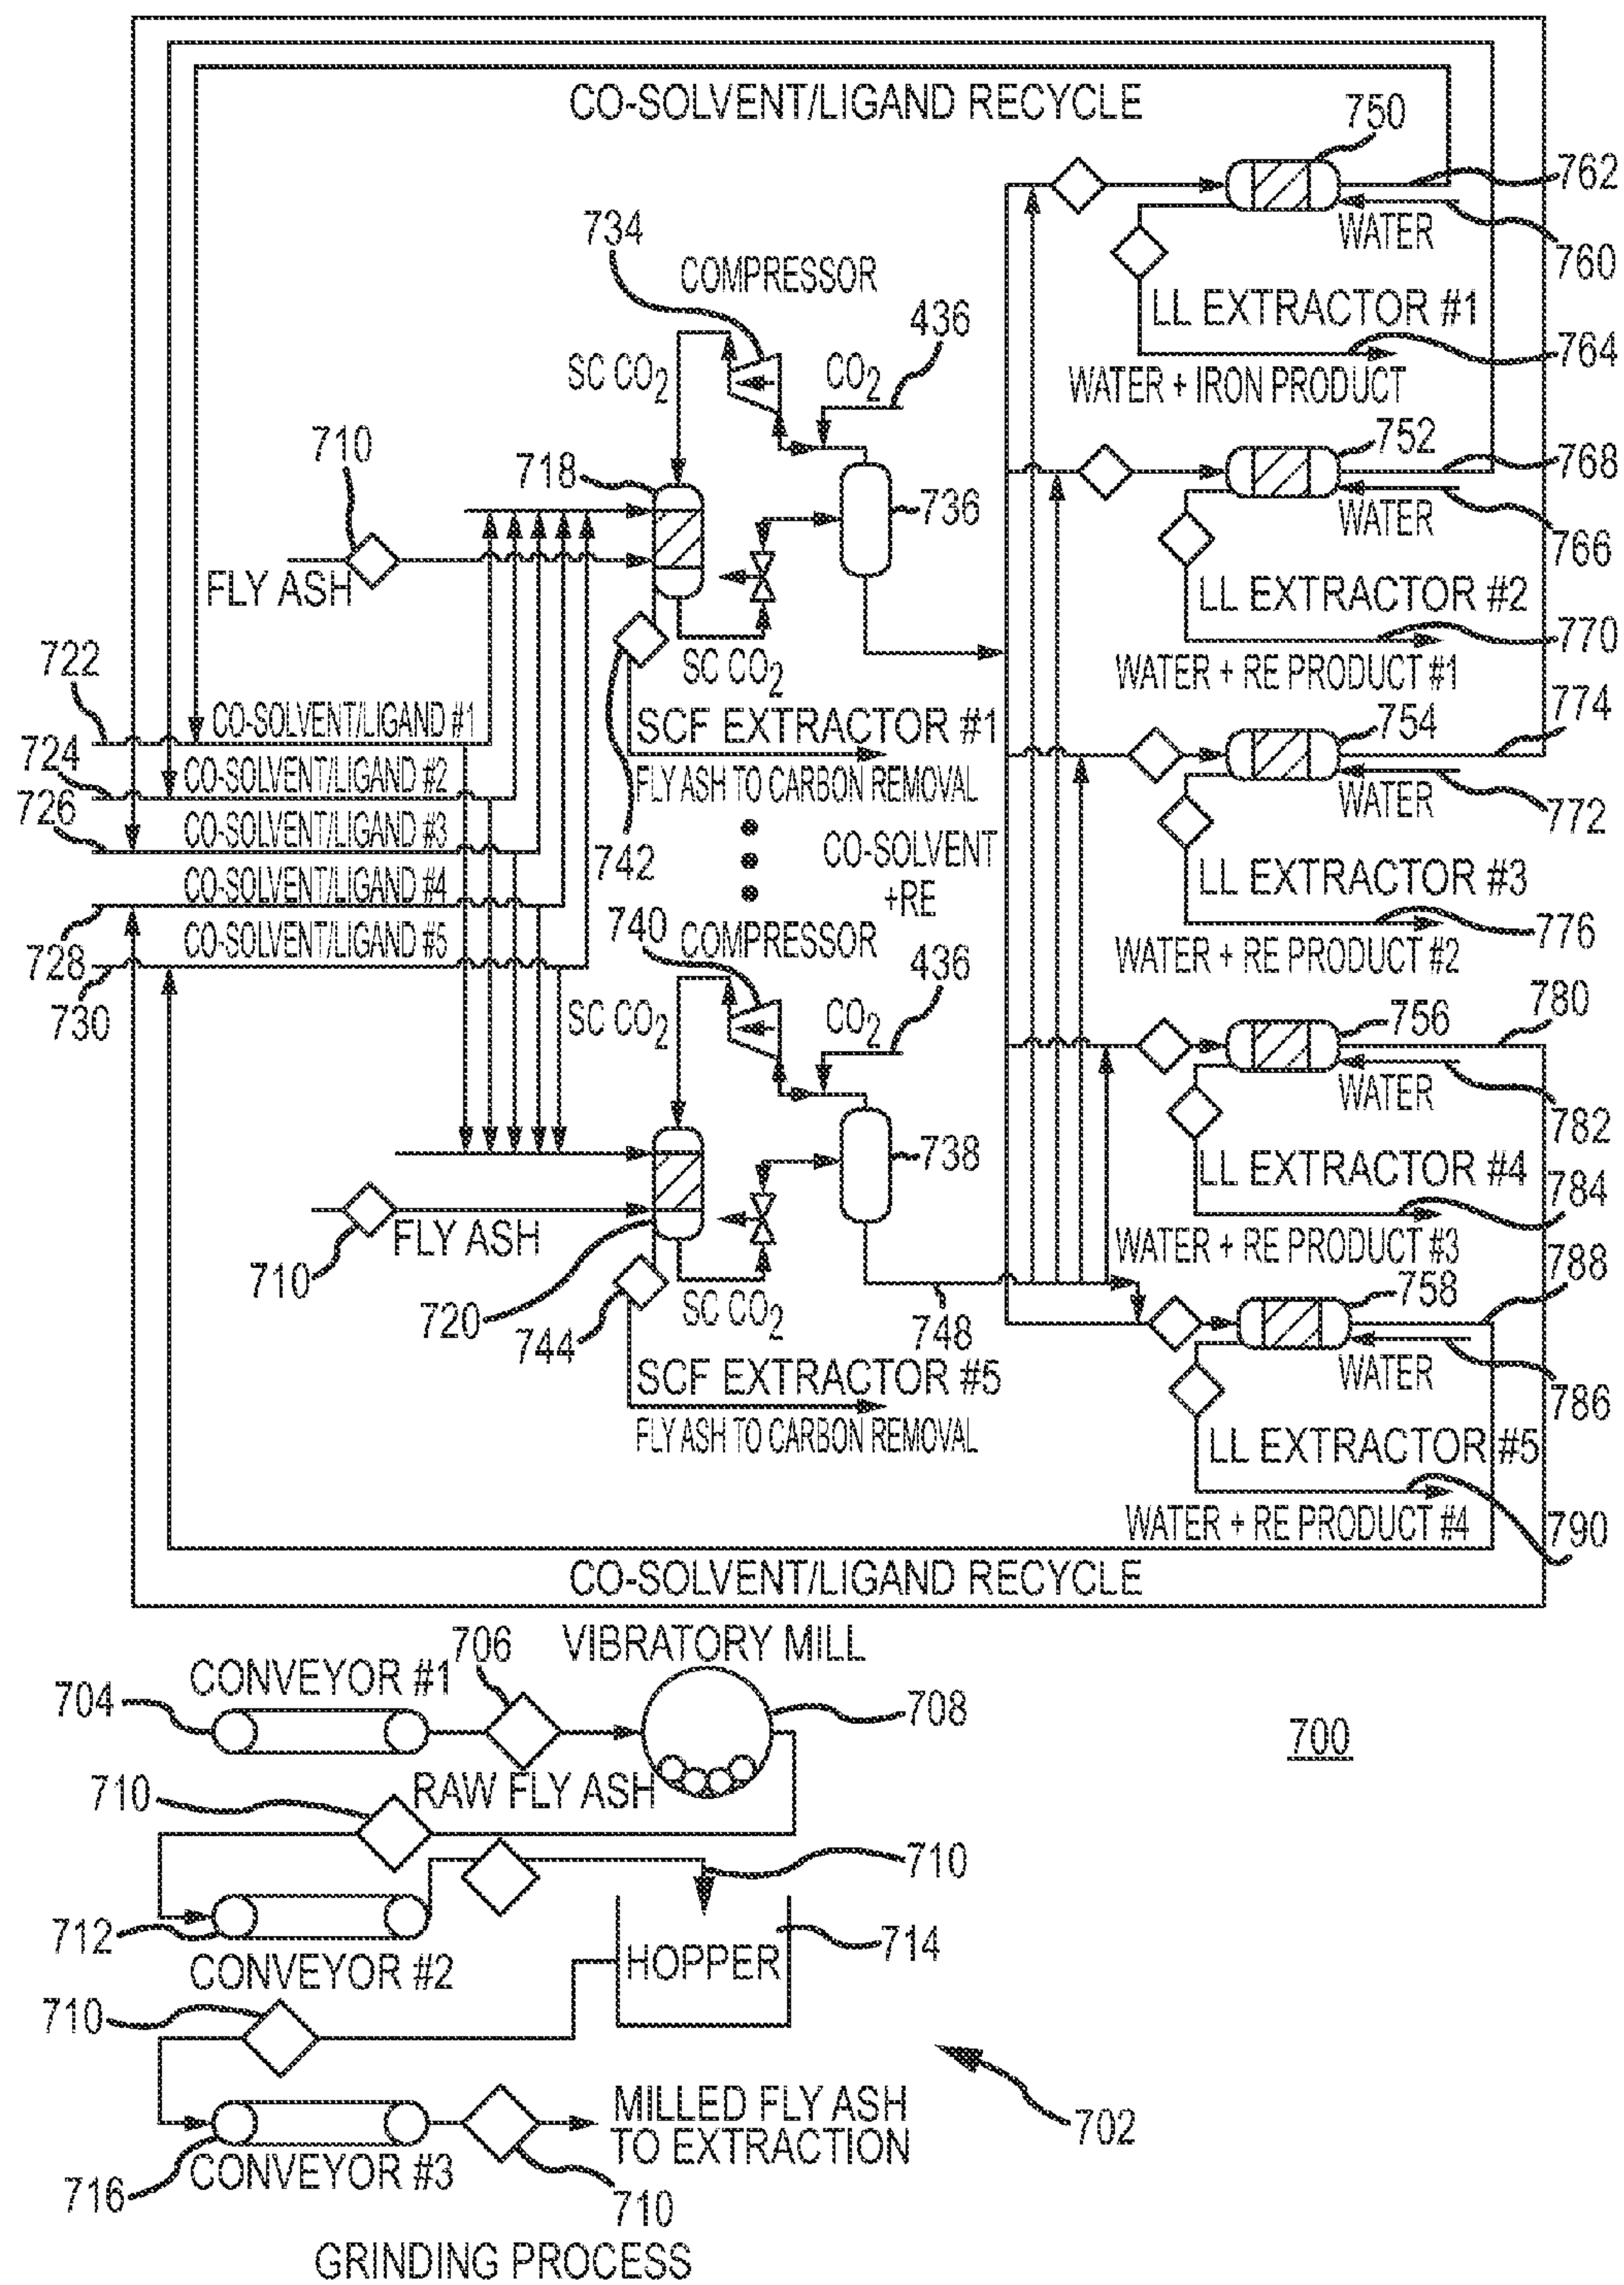 CO-SOLVENT/LIGAND RECYCLE
750
762
734
WATER
760
COMPRESSOR
LL EXTRACTOR #1
436
764
SC CO2
CO2
WATER + IRON PRODUCT
710
718
752
768
736
WATER
766
FLY ASH
LL EXTRACTOR #2
722
SC CO2
770
WATER + RE PRODUCT #1
CO-SOLVENT/LIGAND #1
SCF EXTRACTOR #1
754
774
724
CO-SOLVENT/LIGAND #2
FLY ASH TO CARBON REMOVAL
WATER
772
726
CO-SOLVENT/LIGAND #3
742
CO-SOLVENT
+RE
LL EXTRACTOR #3
CO-SOLVENT/LIGAND #4
740
776
728
CO-SOLVENT/LIGAND #5
COMPRESSOR
WATER + RE PRODUCT #2
730
436
780
SC CO2
CO2
756
WATER
782
738
LL EXTRACTOR #4
784
FLY ASH
WATER + RE PRODUCT #3
710
720
744
SC CO2
748
758
788
SCF EXTRACTOR #5
WATER
786
FLY ASH TO CARBON REMOVAL
LL EXTRACTOR #5
WATER + RE PRODUCT #4
790
CO-SOLVENT/LIGAND RECYCLE
706
VIBRATORY MILL
CONVEYOR #1
704
708
700
710
RAW FLY ASH
710
712
HOPPER
714
CONVEYOR #2
710
MILLED FLY ASH
TO EXTRACTION
702
716
CONVEYOR #3
710
GRINDING PROCESS